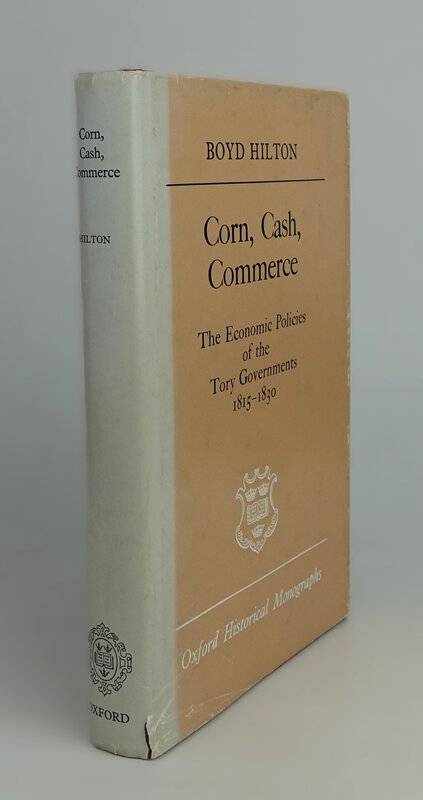 Corn,
Cash,
ommerce
HILTON
OXFORD
BOYD HILTON
Corn, Cash,
Commerce
The Economic Policies
of the
Tory Governments
1815–1830
Oxford Historical Monographs